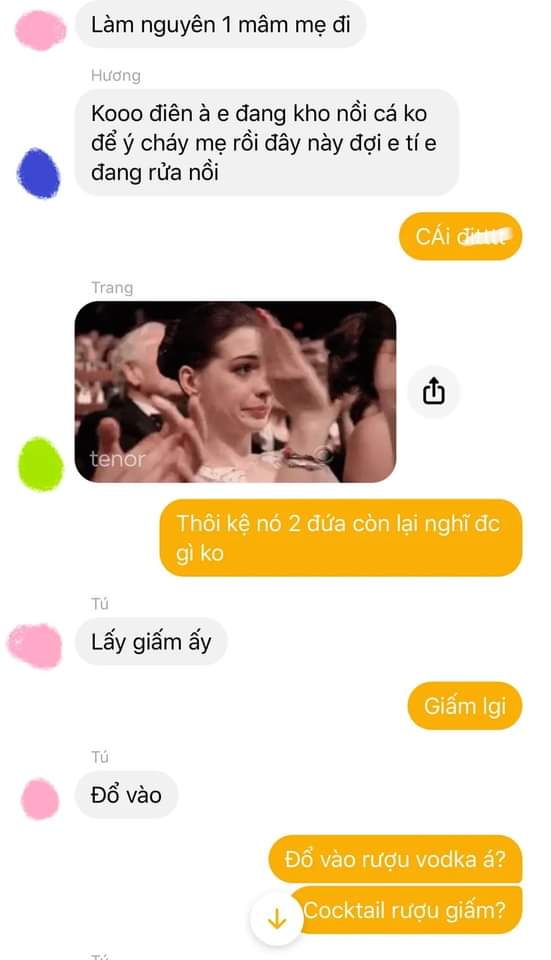 Làm nguyên 1 mâm mẹ đi
Hương
Kooo điên à e đang kho nồi cá ko
để ý cháy mẹ rồi đây này đợi e tí e
đang rửa nồi
CÁi
Trang
tenor
Thôi kệ nó 2 đứa còn lại nghĩ đc
gì ko
Tú
Lấy giấm ấy
Giấm lgi
Tú
Đổ vào
Đổ vào rượu vodka á?
Cocktail rượu giấm?
Tú